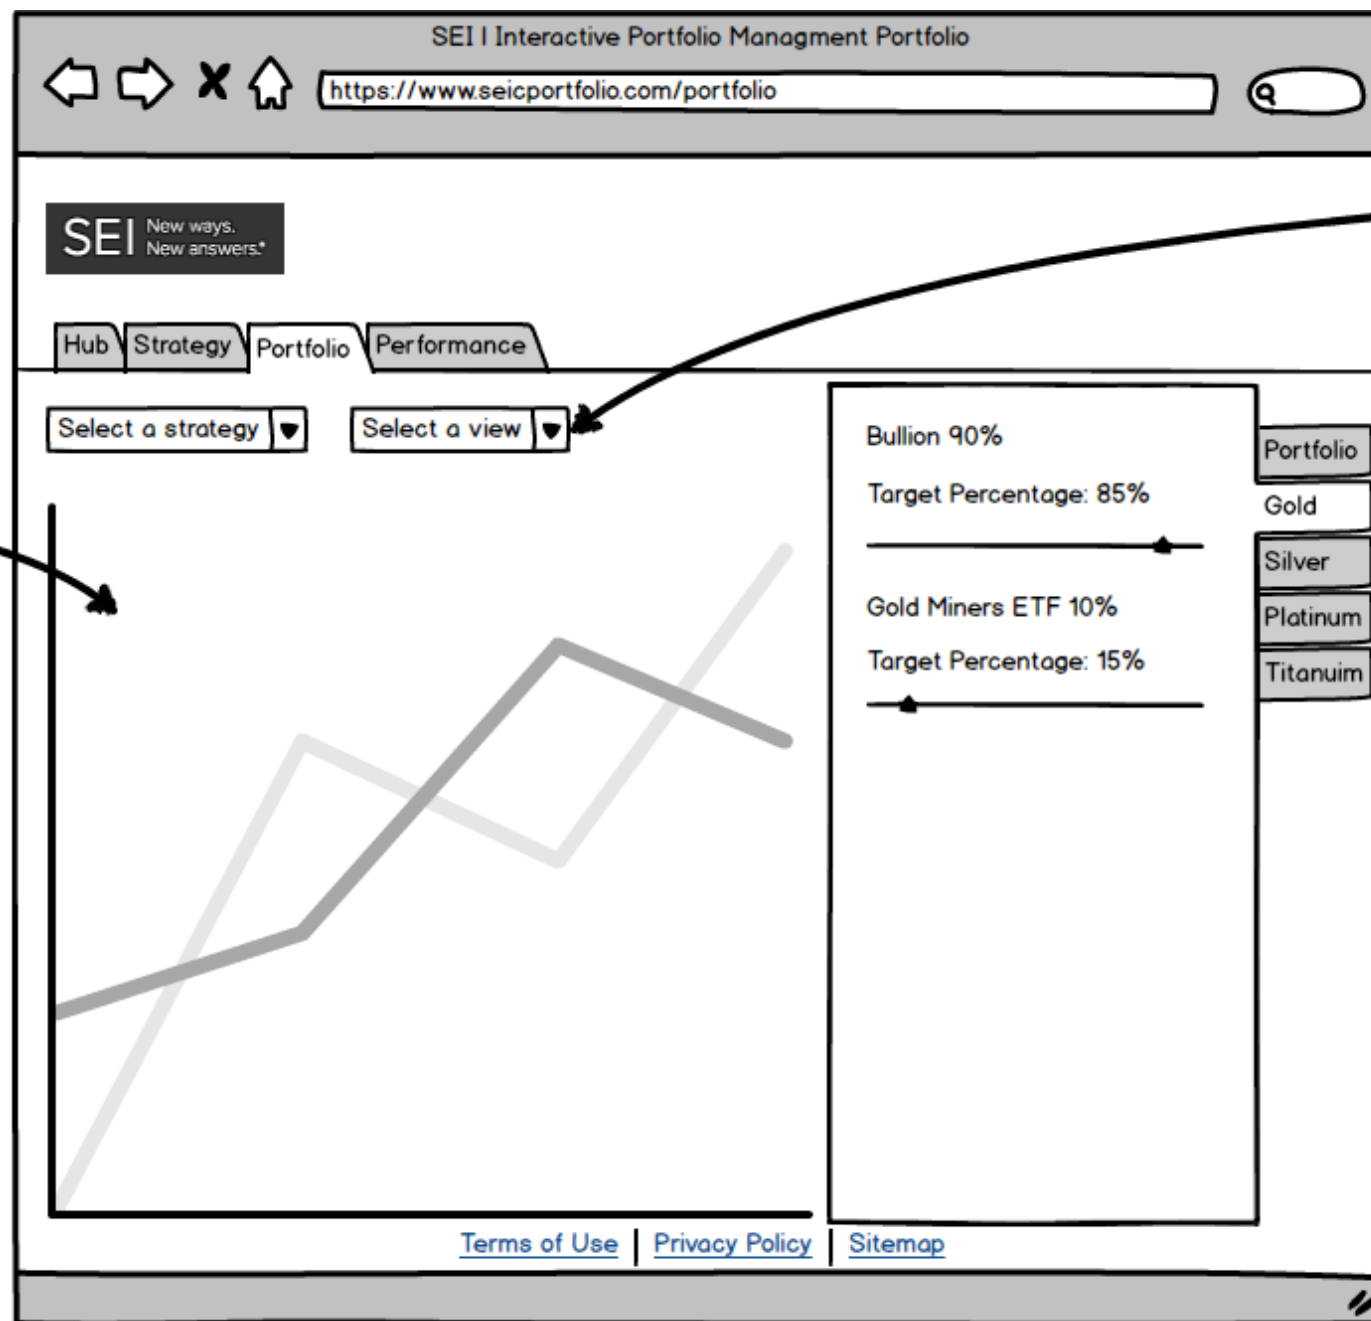 SEI | Interactive Portfolio Managment Portfolio
https://www.seicportfolio.com/portfolio
SEI New ways.
New answers.*
Hub Strategy Portfolio Performance
Select a strategy Select a view
Bullion 90%
Target Percentage: 85%
Gold Miners ETF 10%
Target Percentage: 15%
Portfolio
Gold
Silver
Platinum
Titanuim
Terms of Use | Privacy Policy | Sitemap